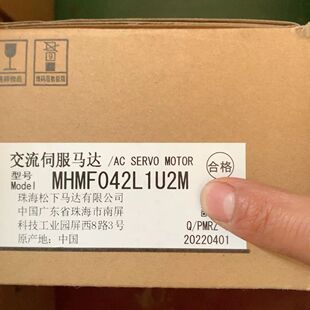 交流伺服马达 /AC SERVO MOTOR
型号
Model MHMF042L1U2M 合格
珠海松下马达有限公司
中国广东省珠海市南屏
科技工业园屏西8路3号 Q/PMRZ
原产地：中国 20220401